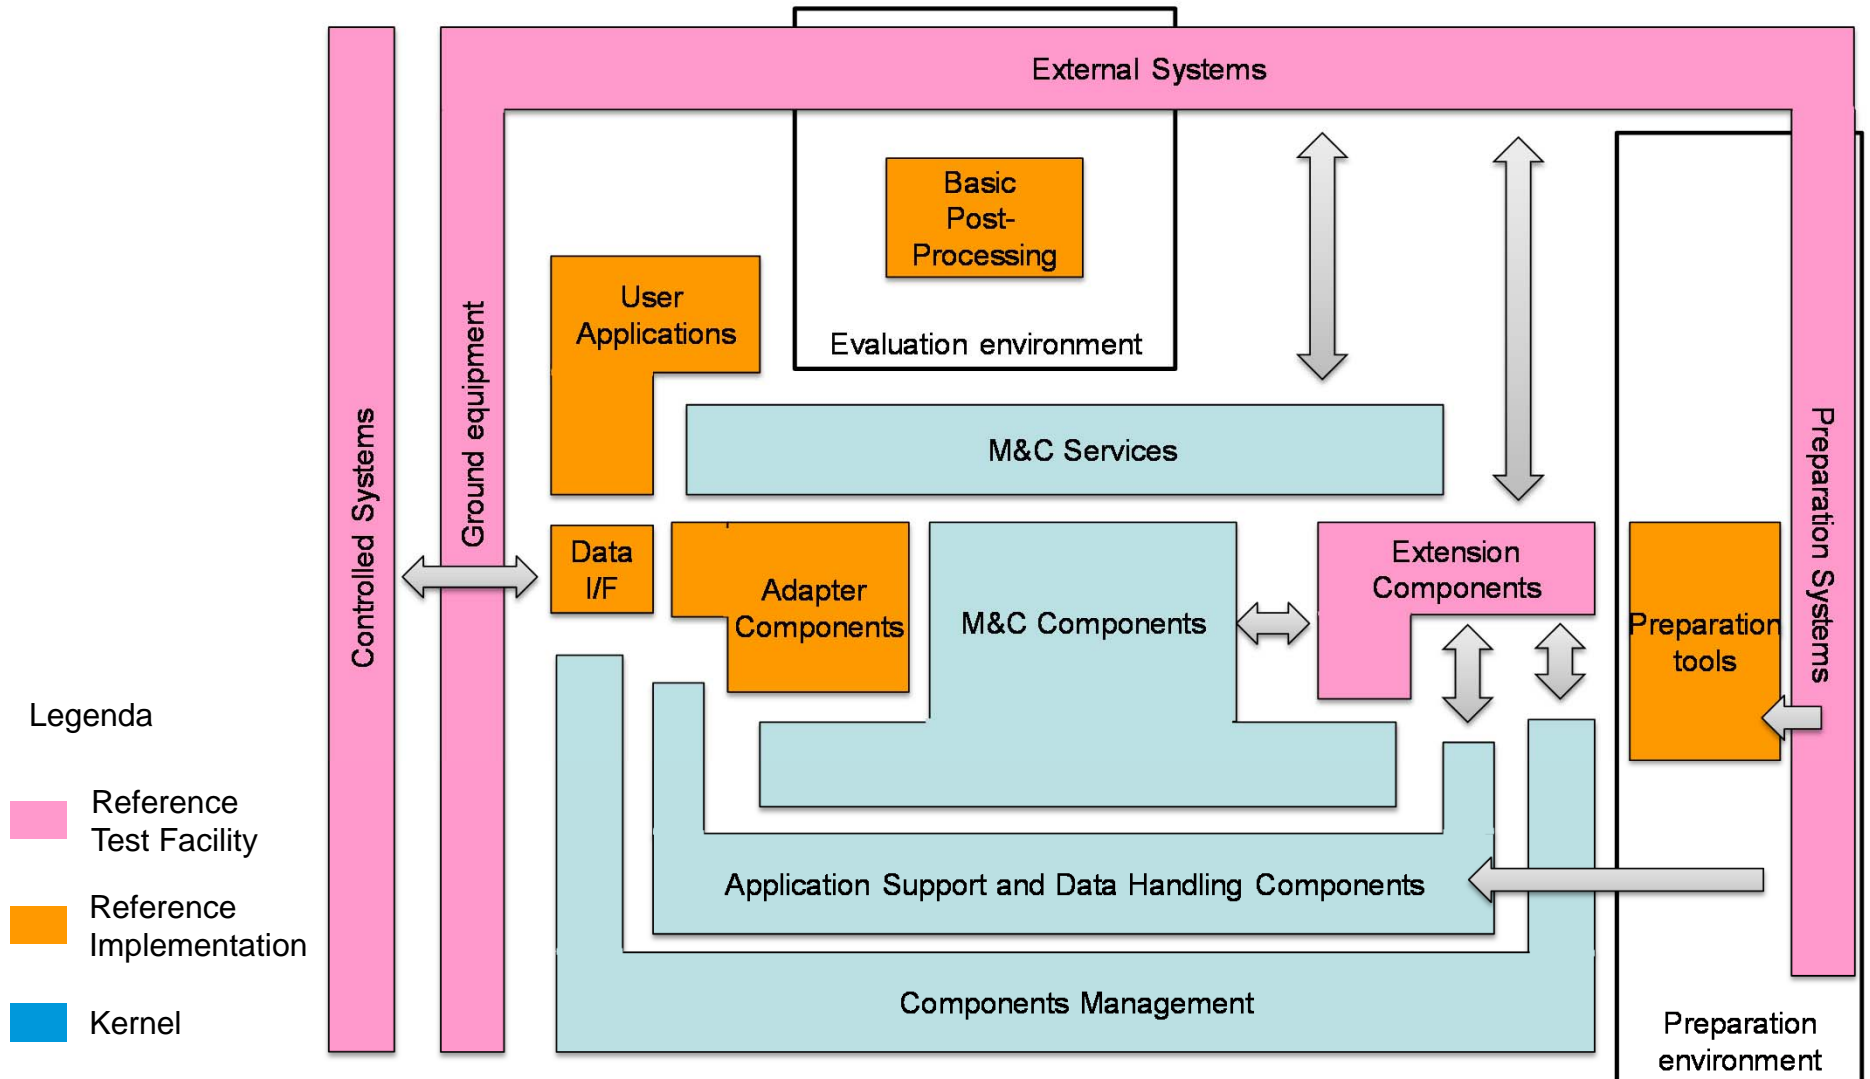 External Systems
Basic
Post-
Processing
Evaluation environment
User
Applications
M&C Services
Controlled Systems
Ground equipment
Preparation Systems
Data
I/F
Adapter
Components
M&C Components
Extension
Components
Preparation
tools
Application Support and Data Handling Components
Components Management
Preparation
environment
Legenda
Reference
Test Facility
Reference
Implementation
Kernel